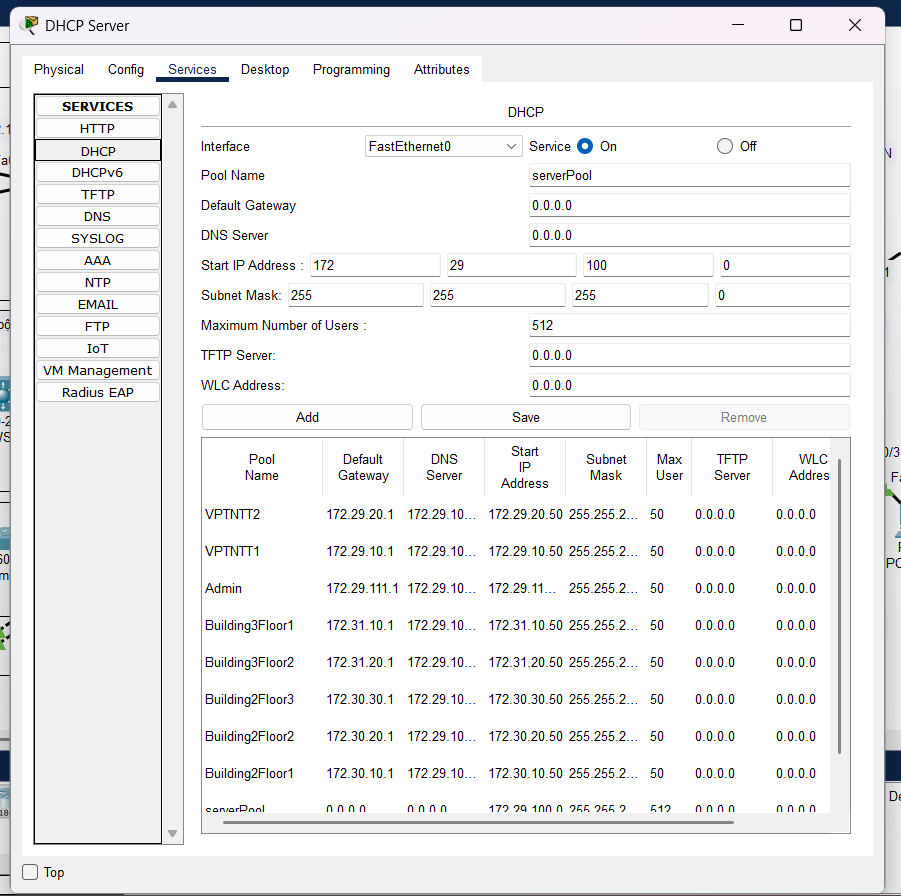 DHCP Server
Physical Config Services Desktop Programming Attributes
SERVICES
HTTP
DHCP
DHCPv6
TFTP
DNS
SYSLOG
AAA
NTP
EMAIL
FTP
IoT
VM Management
Radius EAP
DHCP
Interface FastEthernet0 Service On Off
Pool Name serverPool
Default Gateway 0.0.0.0
DNS Server 0.0.0.0
Start IP Address : 172 29 100 0
Subnet Mask: 255 255 255 0
Maximum Number of Users : 512
TFTP Server: 0.0.0.0
WLC Address: 0.0.0.0
Add Save Remove
Pool Name Default Gateway DNS Server Start IP Address Subnet Mask Max User TFTP Server WLC Addres
VPTNTT2 172.29.20.1 172.29.10... 172.29.20.50 255.255.2... 50 0.0.0.0 0.0.0.0
VPTNTT1 172.29.10.1 172.29.10... 172.29.10.50 255.255.2... 50 0.0.0.0 0.0.0.0
Admin 172.29.111.1 172.29.10... 172.29.11... 255.255.2... 50 0.0.0.0 0.0.0.0
Building3Floor1 172.31.10.1 172.29.10... 172.31.10.50 255.255.2... 50 0.0.0.0 0.0.0.0
Building3Floor2 172.31.20.1 172.29.10... 172.31.20.50 255.255.2... 50 0.0.0.0 0.0.0.0
Building2Floor3 172.30.30.1 172.29.10... 172.30.30.50 255.255.2... 50 0.0.0.0 0.0.0.0
Building2Floor2 172.30.20.1 172.29.10... 172.30.20.50 255.255.2... 50 0.0.0.0 0.0.0.0
Building2Floor1 172.30.10.1 172.29.10... 172.30.10.50 255.255.2... 50 0.0.0.0 0.0.0.0
serverPool 0.0.0.0 0.0.0.0 172.29.100.0 255.255.2... 512 0.0.0.0 0.0.0.0
Top